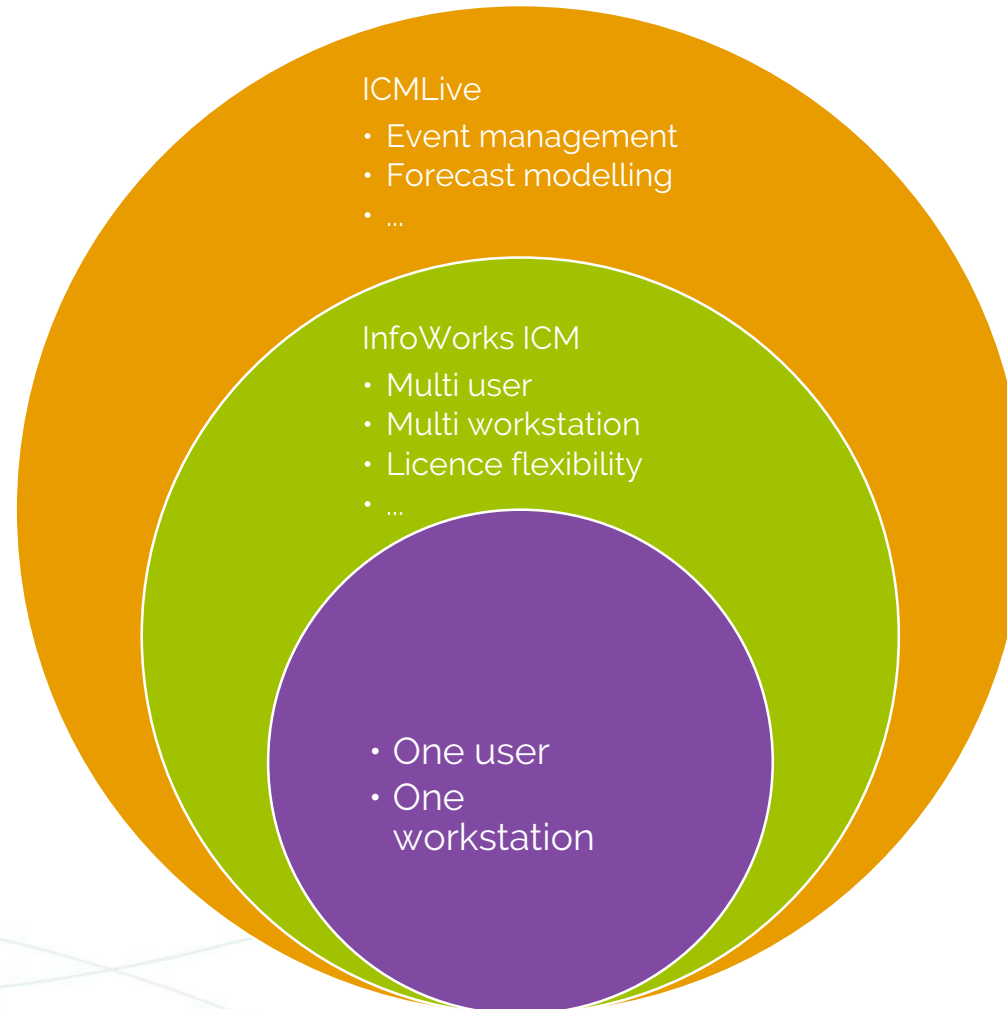 ICMLive
• Event management
• Forecast modelling
• ...
InfoWorks ICM
• Multi user
• Multi workstation
• Licence flexibility
• ...
• One user
• One
workstation